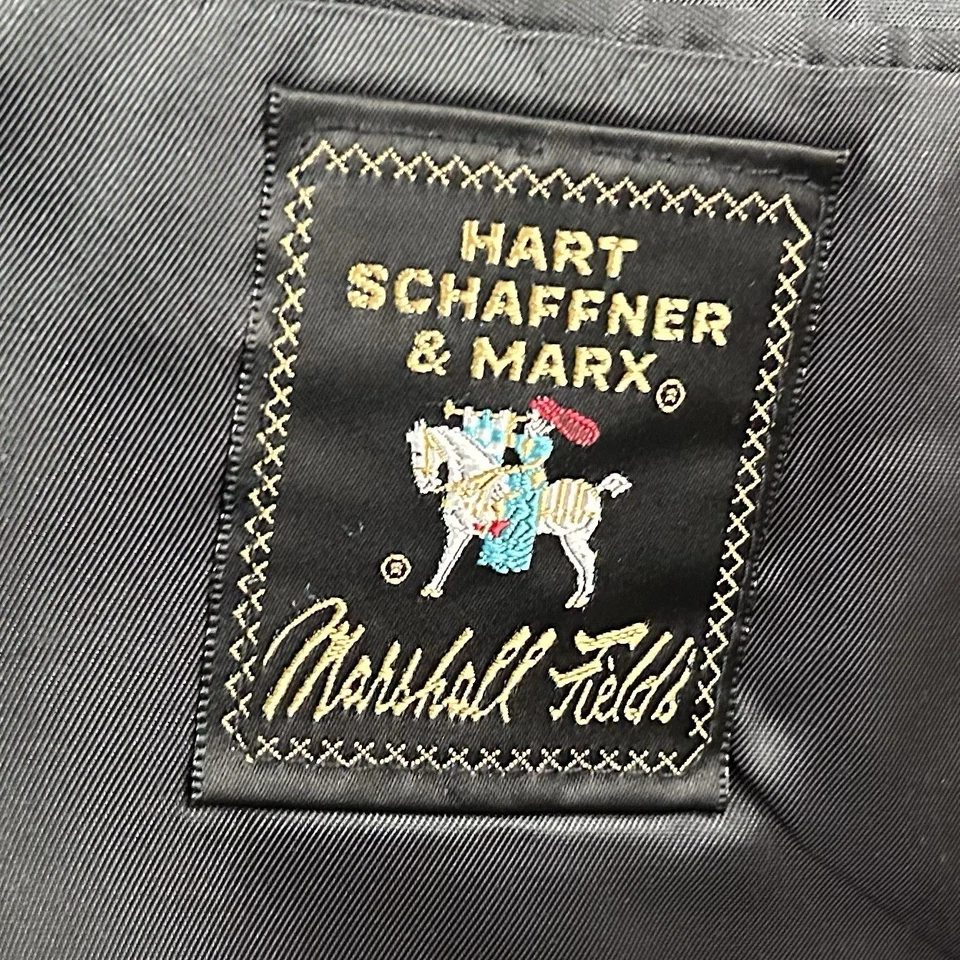 HART
SCHAFFNER
& MARX®
®
Marshall Field's